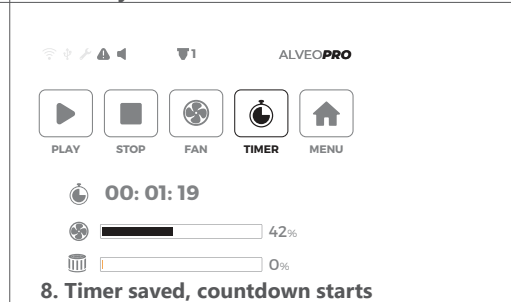 1 ALVEOPRO
PLAY STOP FAN TIMER MENU
00: 01: 19
42%
0%
8. Timer saved, countdown starts